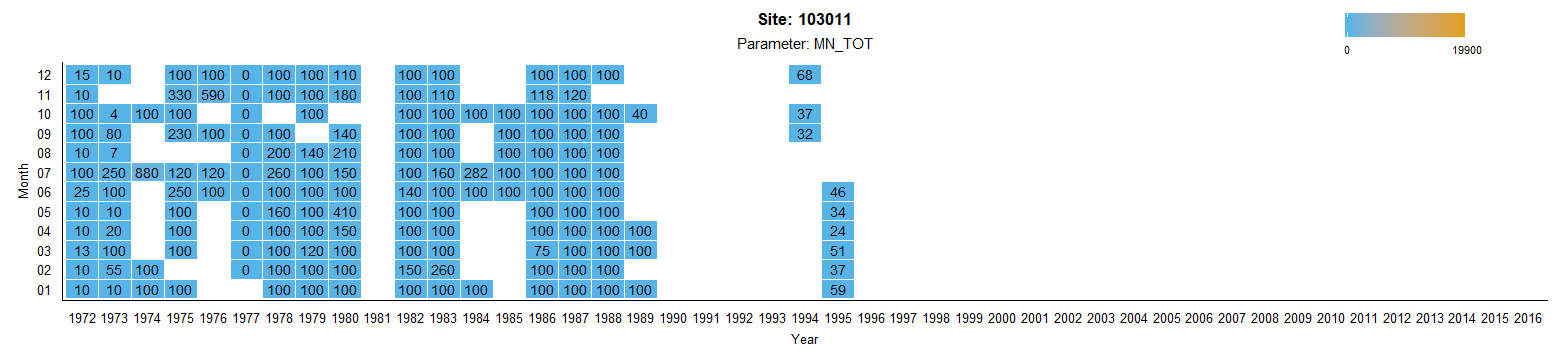 Site: 103011
Parameter: MN_TOT
0 19900
12 15 10 100 100 0 100 100 110 100 100 100 100 100 68
11 10 330 590 0 100 100 180 100 110 118 120
10 100 4 100 100 0 100 100 100 100 100 100 100 100 40 37
09 100 80 230 100 0 100 140 100 100 100 100 100 100 32
08 10 7 0 200 140 210 100 100 100 100 100 100
07 100 250 880 120 120 0 260 100 150 100 160 282 100 100 100 100
06 25 100 250 100 0 100 100 100 140 100 100 100 100 100 100 46
05 10 10 100 0 160 100 410 100 100 100 100 100 34
04 10 20 100 0 100 100 150 100 100 100 100 100 100 24
03 13 100 100 0 100 120 100 100 100 75 100 100 100 51
02 10 55 100 0 100 100 100 150 260 100 100 100 37
01 10 10 100 100 100 100 100 100 100 100 100 100 100 100 59
Month
1972 1973 1974 1975 1976 1977 1978 1979 1980 1981 1982 1983 1984 1985 1986 1987 1988 1989 1990 1991 1992 1993 1994 1995 1996 1997 1998 1999 2000 2001 2002 2003 2004 2005 2006 2007 2008 2009 2010 2011 2012 2013 2014 2015 2016
Year